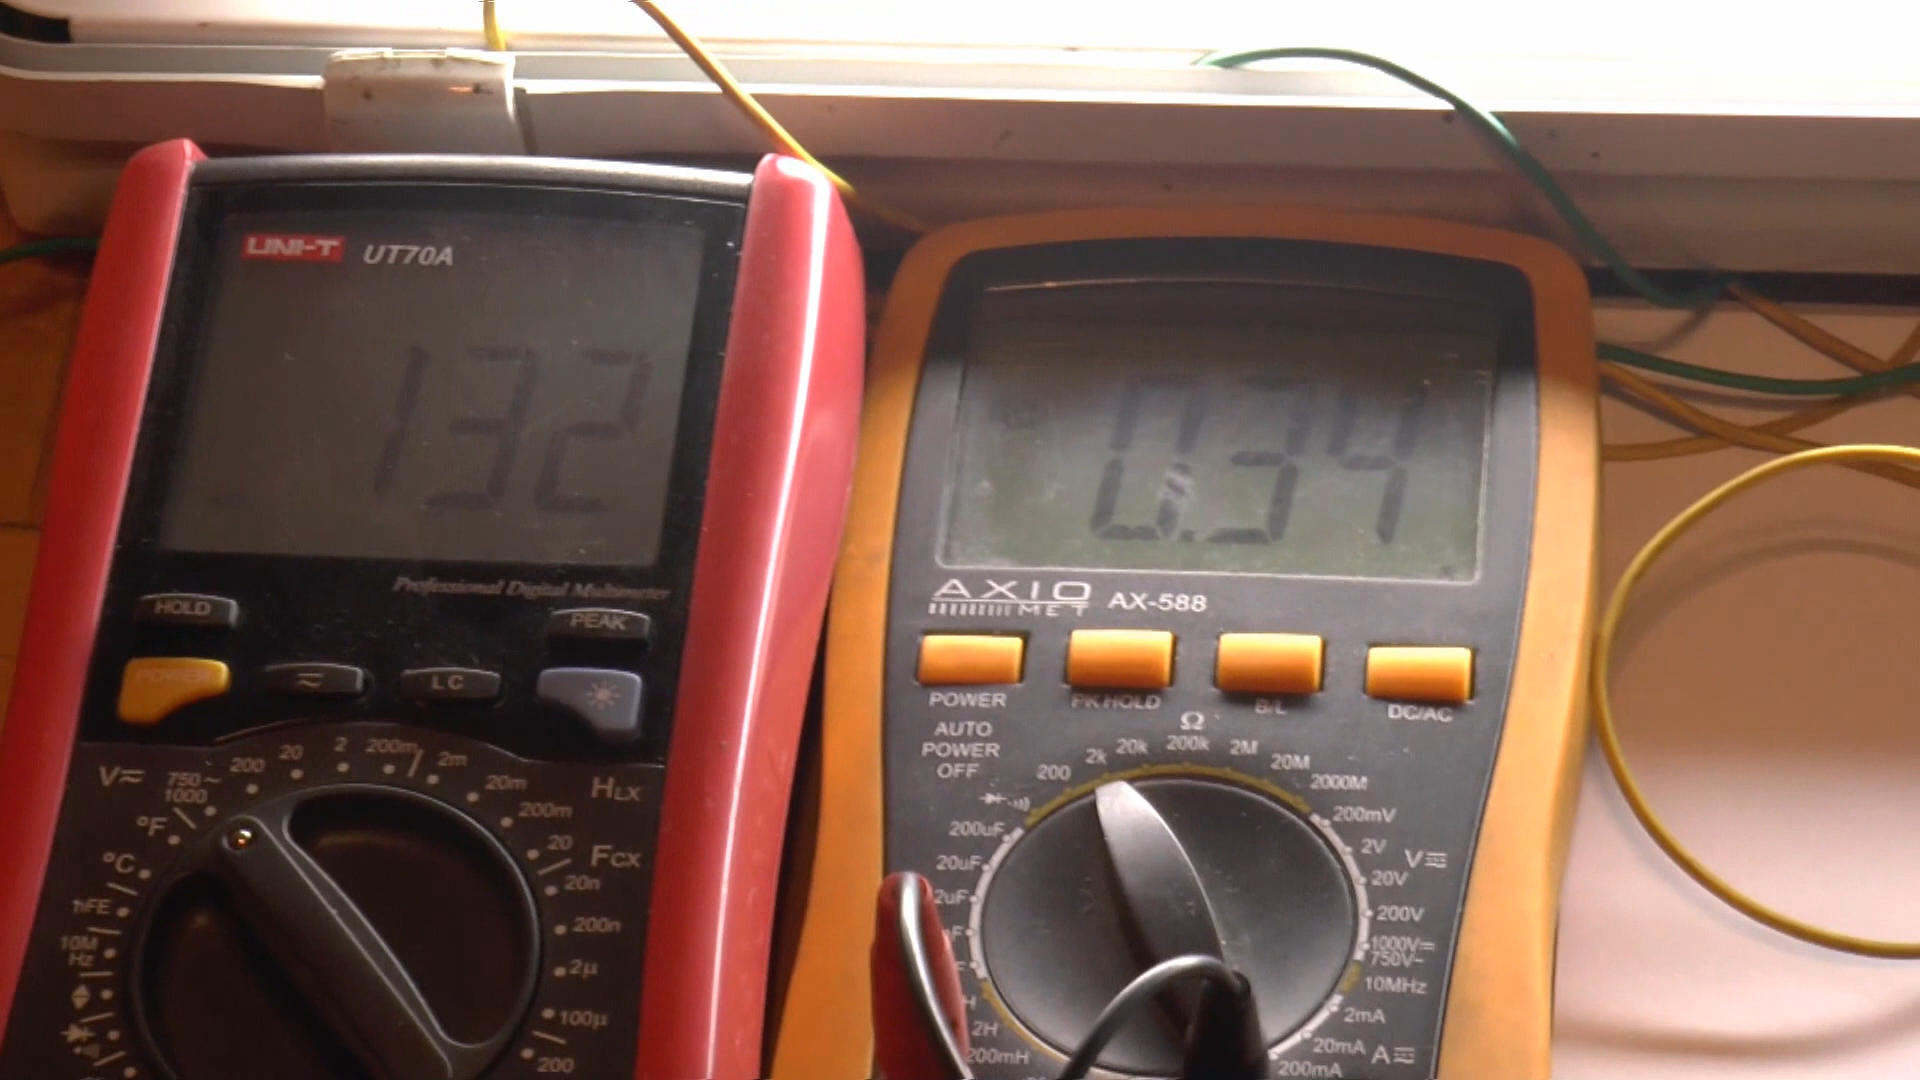 UNI-T UT70A
132
Professional Digital Multimeter
HOLD
PEAK
POWER
LC
V
750~
1000
200
20
2
200m
2m
20m
200m
HLX
20
FCX
20n
200n
2µ
100µ
200
°F
°C
hFE
10M
Hz
0.34
AXIO
MET
AX-588
POWER
PK HOLD
B/L
DC/AC
AUTO
POWER
OFF
Ω
200
2k
20k
200k
2M
20M
2000M
200mV
2V
V
20V
200V
1000V
750V~
10MHz
2mA
20mA
A
200mA
200uF
20uF
2uF
2H
200mH